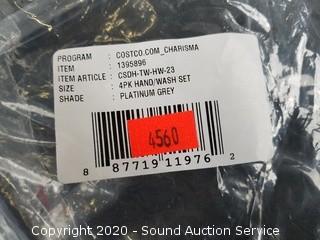 PROGRAM : COSTCO.COM_CHARISMA
ITEM : 1395896
ITEM ARTICLE : CSDH-TW-HW-23
SIZE : 4PK HAND/WASH SET
SHADE : PLATINUM GREY
4560
8 87719 11976 2
Copyright 2020 - Sound Auction Service